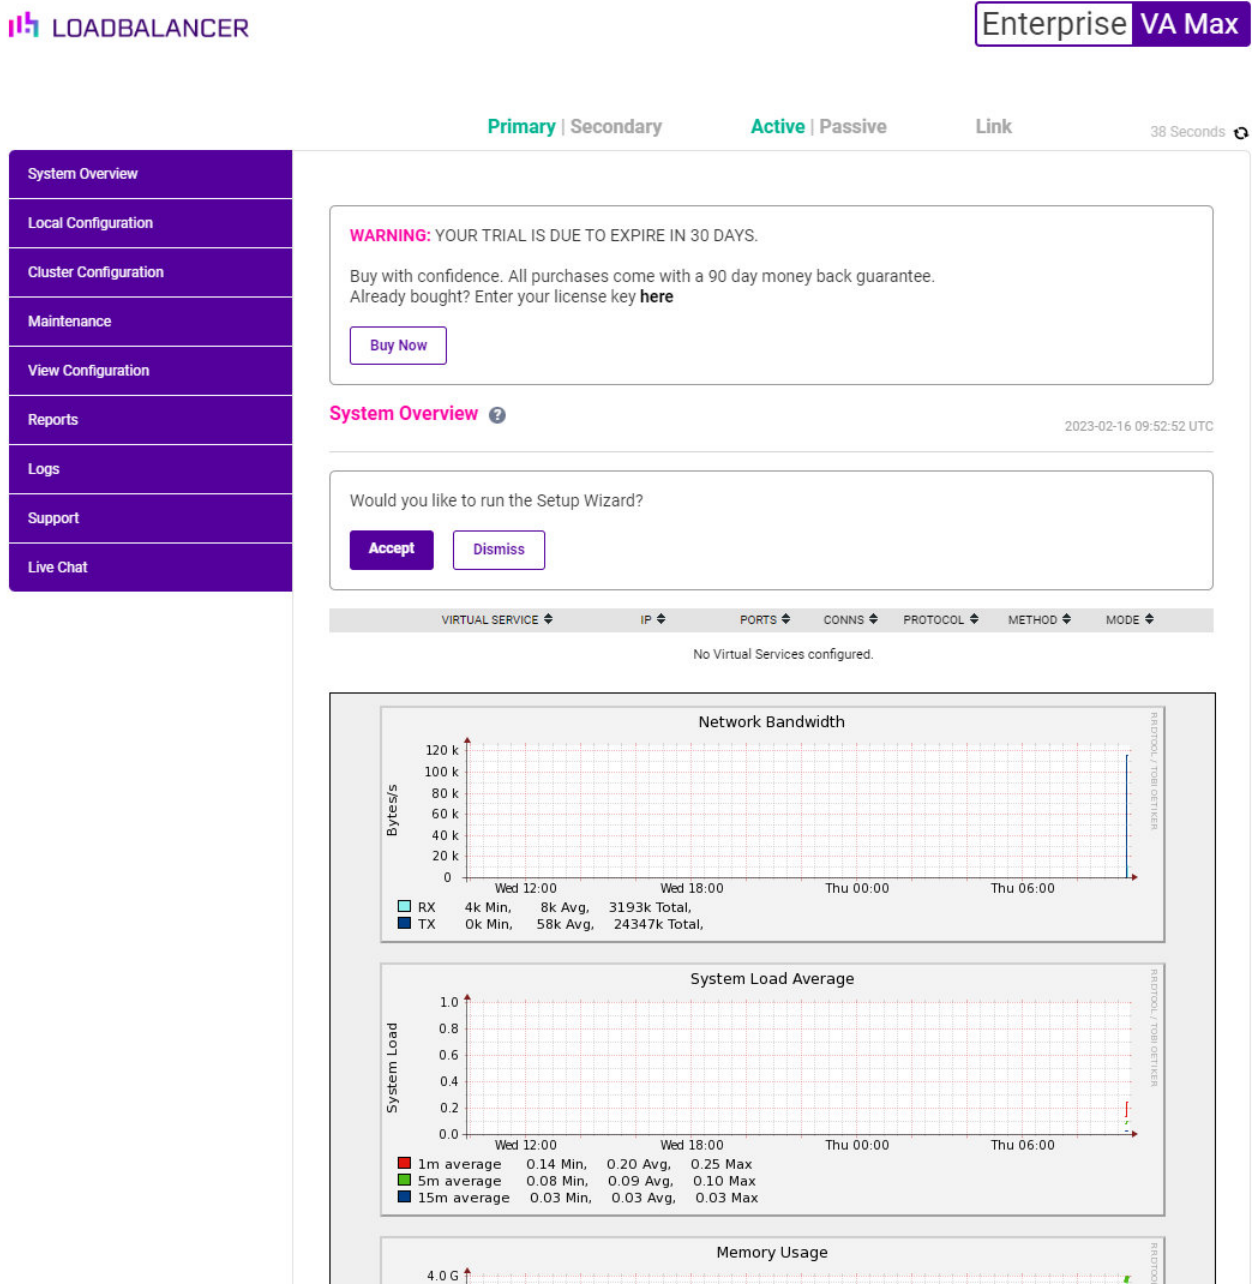 LOADBALANCER
Enterprise VA Max
Primary | Secondary Active | Passive Link 38 Seconds
System Overview
Local Configuration
Cluster Configuration
Maintenance
View Configuration
Reports
Logs
Support
Live Chat
WARNING: YOUR TRIAL IS DUE TO EXPIRE IN 30 DAYS.
Buy with confidence. All purchases come with a 90 day money back guarantee.
Already bought? Enter your license key here
Buy Now
System Overview ?
2023-02-16 09:52:52 UTC
Would you like to run the Setup Wizard?
Accept Dismiss
VIRTUAL SERVICE IP PORTS CONNS PROTOCOL METHOD MODE
No Virtual Services configured.
Network Bandwidth
RRDTOOL / TOBI OETIKER
Bytes/s
120 k
100 k
80 k
60 k
40 k
20 k
0
Wed 12:00 Wed 18:00 Thu 00:00 Thu 06:00
RX 4k Min, 8k Avg, 3193k Total,
TX 0k Min, 58k Avg, 24347k Total,
System Load Average
RRDTOOL / TOBI OETIKER
System Load
1.0
0.8
0.6
0.4
0.2
0.0
Wed 12:00 Wed 18:00 Thu 00:00 Thu 06:00
1m average 0.14 Min, 0.20 Avg, 0.25 Max
5m average 0.08 Min, 0.09 Avg, 0.10 Max
15m average 0.03 Min, 0.03 Avg, 0.03 Max
Memory Usage
4.0 G